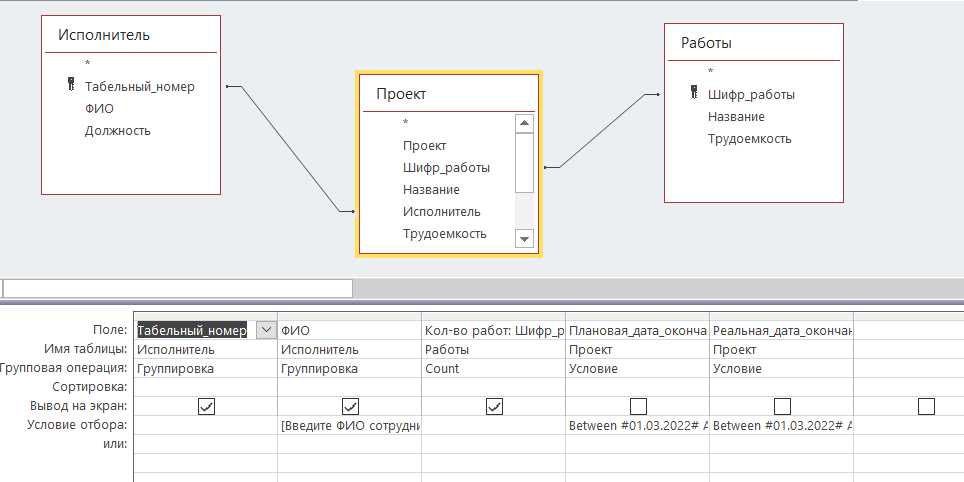 Исполнитель
*
Табельный_номер
ФИО
Должность
Проект
*
Проект
Шифр_работы
Название
Исполнитель
Трудоемкость
Работы
*
Шифр_работы
Название
Трудоемкость
Поле: Табельный_номер ФИО Кол-во работ: Шифр_р Плановая_дата_оконча Реальная_дата_окончан
Имя таблицы: Исполнитель Исполнитель Работы Проект Проект
Групповая операция: Группировка Группировка Count Условие Условие
Сортировка:
Вывод на экран:
Условие отбора: [Введите ФИО сотрудни Between #01.03.2022# A Between #01.03.2022# A
или: